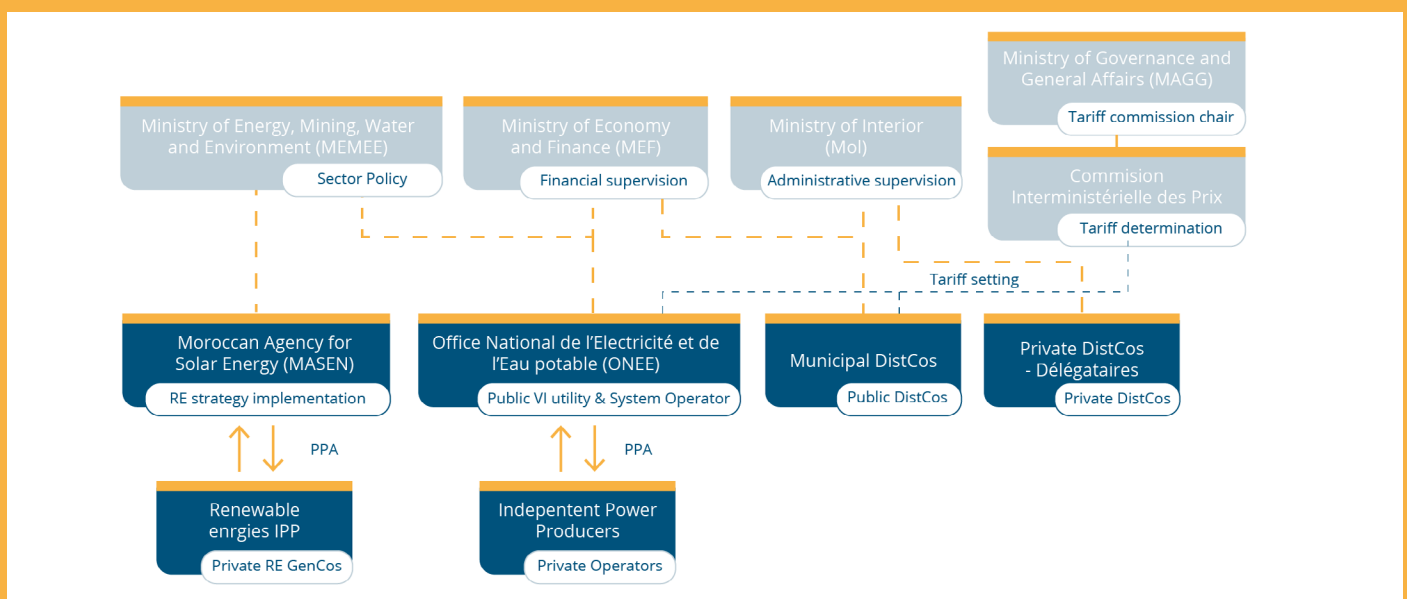 Ministry of Governance and
General Affairs (MAGG)
Tariff commission chair
Ministry of Energy, Mining, Water
and Environment (MEMEE)
Sector Policy
Ministry of Economy
and Finance (MEF)
Financial supervision
Ministry of Interior
(MoI)
Administrative supervision
Commision
Interministérielle des Prix
Tariff determination
Tariff setting
Moroccan Agency for
Solar Energy (MASEN)
RE strategy implementation
Office National de l’Electricité et de
l’Eau potable (ONEE)
Public VI utility & System Operator
Municipal DistCos
Public DistCos
Private DistCos
- Délégataires
Private DistCos
PPA
PPA
Renewable
enrgies IPP
Private RE GenCos
Indepentent Power
Producers
Private Operators